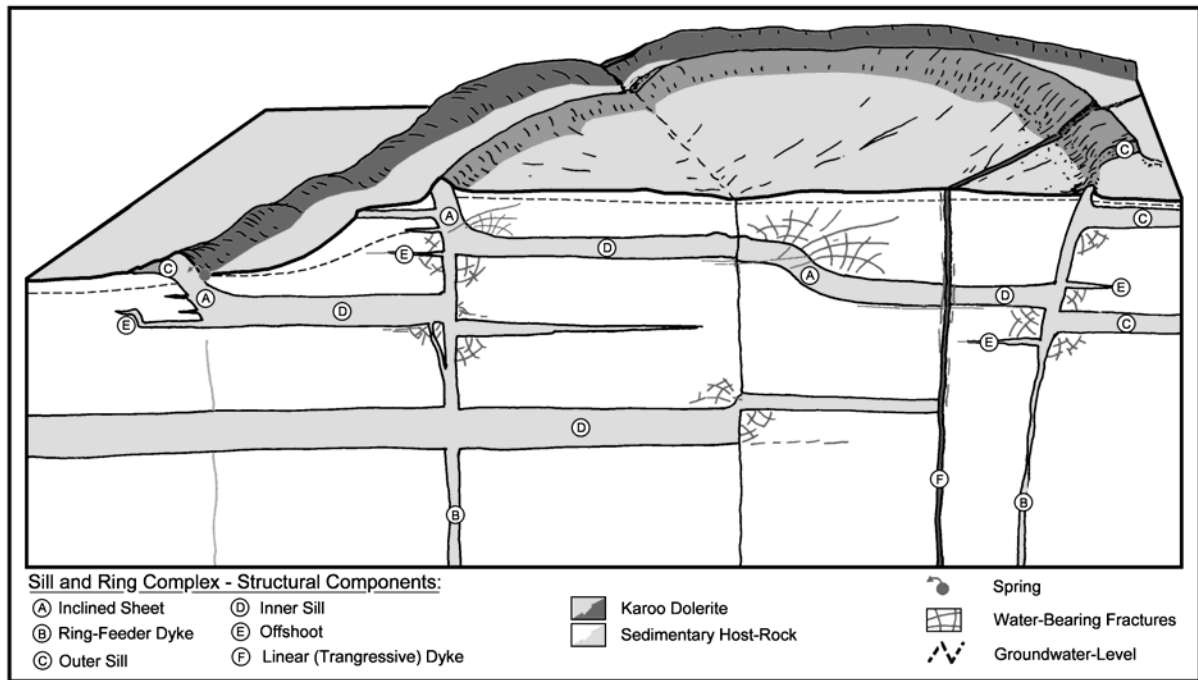 C
C
A
C
D
A
C
A
E
D
E
D
E
C
E
D
F
B
B
Sill and Ring Complex - Structural Components:
A Inclined Sheet
B Ring-Feeder Dyke
C Outer Sill
D Inner Sill
E Offshoot
F Linear (Trangressive) Dyke
Karoo Dolerite
Sedimentary Host-Rock
Spring
Water-Bearing Fractures
Groundwater-Level